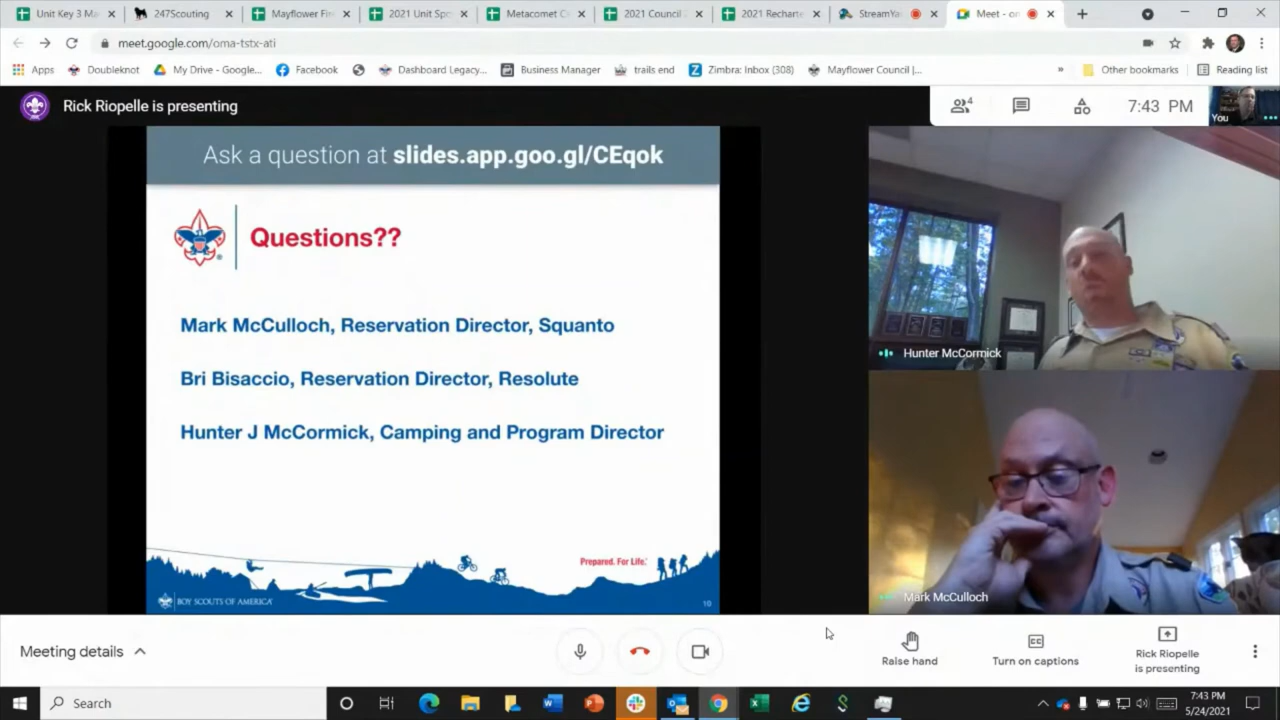 Unit Key 3 Ma
247Scouting
Mayflower Fin
2021 Unit Spo
Metacomet C
2021 Council
2021 Recharte
StreamYa
Meet - on
meet.google.com/oma-tstx-ati
Apps
Doubleknot
My Drive - Google...
Facebook
Dashboard Legacy...
Business Manager
trails end
Zimbra: Inbox (308)
Mayflower Council |...
»
Other bookmarks
Reading list
Rick Riopelle is presenting
4
7:43 PM
You
Ask a question at slides.app.goo.gl/CEqok
Questions??
Mark McCulloch, Reservation Director, Squanto
Bri Bisaccio, Reservation Director, Resolute
Hunter J McCormick, Camping and Program Director
Prepared. For Life.
BOY SCOUTS OF AMERICA
10
Hunter McCormick
Mark McCulloch
Meeting details
Raise hand
Turn on captions
Rick Riopelle
is presenting
Search
7:43 PM
5/24/2021